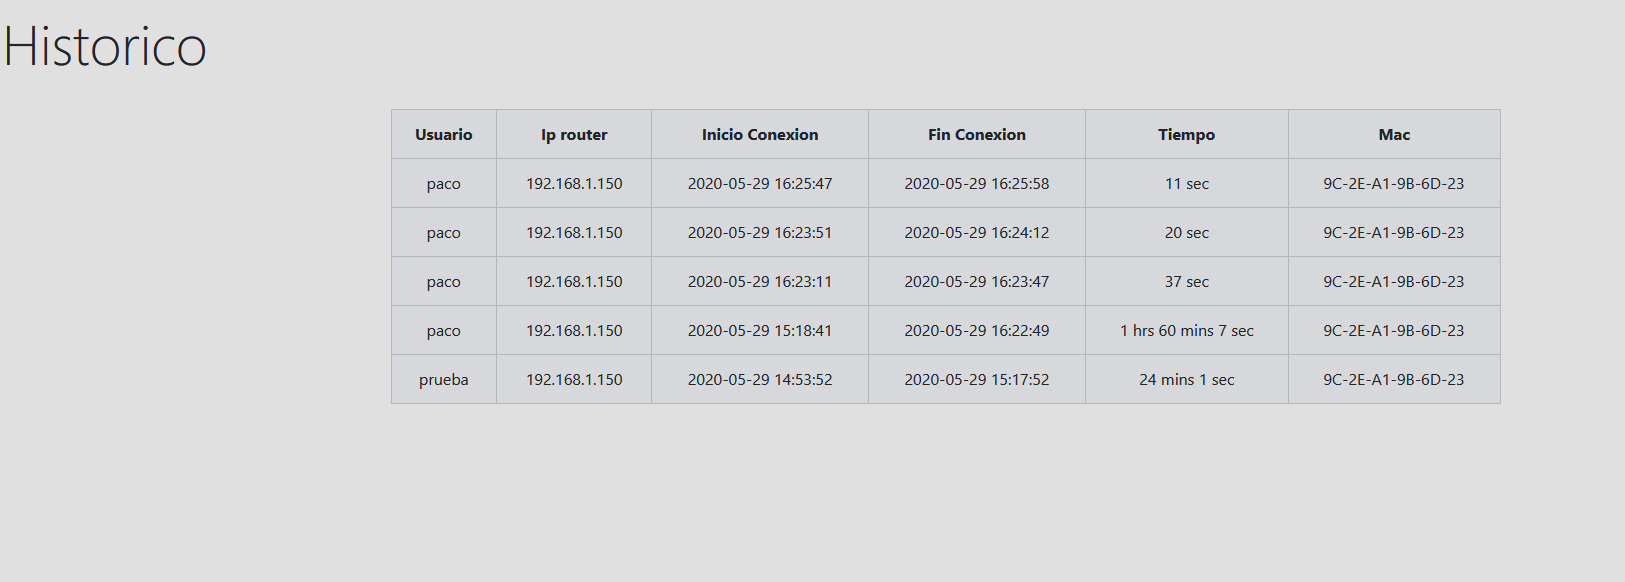 Historico
Usuario Ip router Inicio Conexion Fin Conexion Tiempo Mac
paco 192.168.1.150 2020-05-29 16:25:47 2020-05-29 16:25:58 11 sec 9C-2E-A1-9B-6D-23
paco 192.168.1.150 2020-05-29 16:23:51 2020-05-29 16:24:12 20 sec 9C-2E-A1-9B-6D-23
paco 192.168.1.150 2020-05-29 16:23:11 2020-05-29 16:23:47 37 sec 9C-2E-A1-9B-6D-23
paco 192.168.1.150 2020-05-29 15:18:41 2020-05-29 16:22:49 1 hrs 60 mins 7 sec 9C-2E-A1-9B-6D-23
prueba 192.168.1.150 2020-05-29 14:53:52 2020-05-29 15:17:52 24 mins 1 sec 9C-2E-A1-9B-6D-23